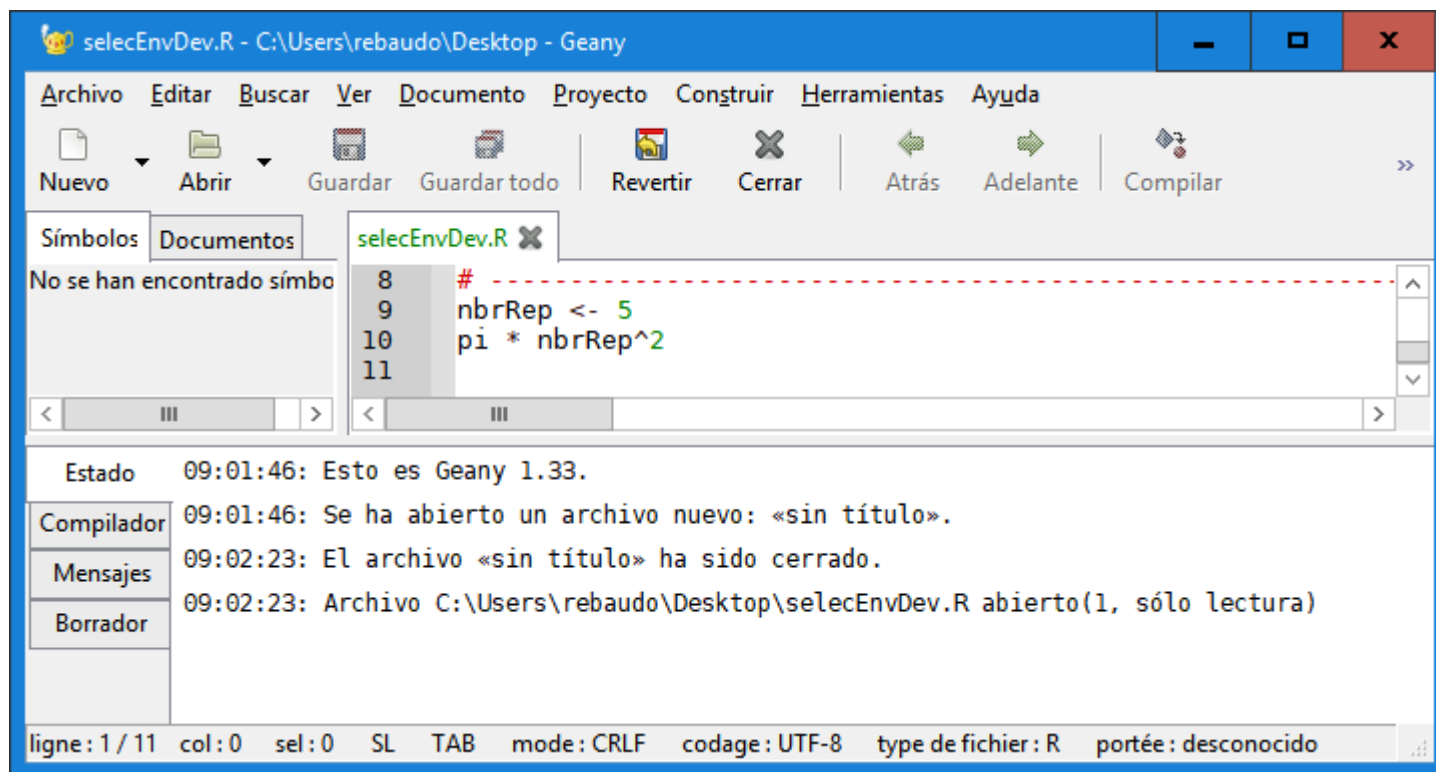 selecEnvDev.R - C:\Users\rebaudo\Desktop - Geany
Archivo Editar Buscar Ver Documento Proyecto Construir Herramientas Ayuda
Nuevo Abrir Guardar Guardar todo Revertir Cerrar Atrás Adelante Compilar
Símbolos Documentos selecEnvDev.R
No se han encontrado símbo
8 # ---------------------------------------------------------
9 nbrRep <- 5
10 pi * nbrRep^2
11
Estado
Compilador
Mensajes
Borrador
09:01:46: Esto es Geany 1.33.
09:01:46: Se ha abierto un archivo nuevo: «sin título».
09:02:23: El archivo «sin título» ha sido cerrado.
09:02:23: Archivo C:\Users\rebaudo\Desktop\selecEnvDev.R abierto(1, sólo lectura)
ligne : 1 / 11 col : 0 sel : 0 SL TAB mode : CRLF codage : UTF-8 type de fichier : R portée : desconocido